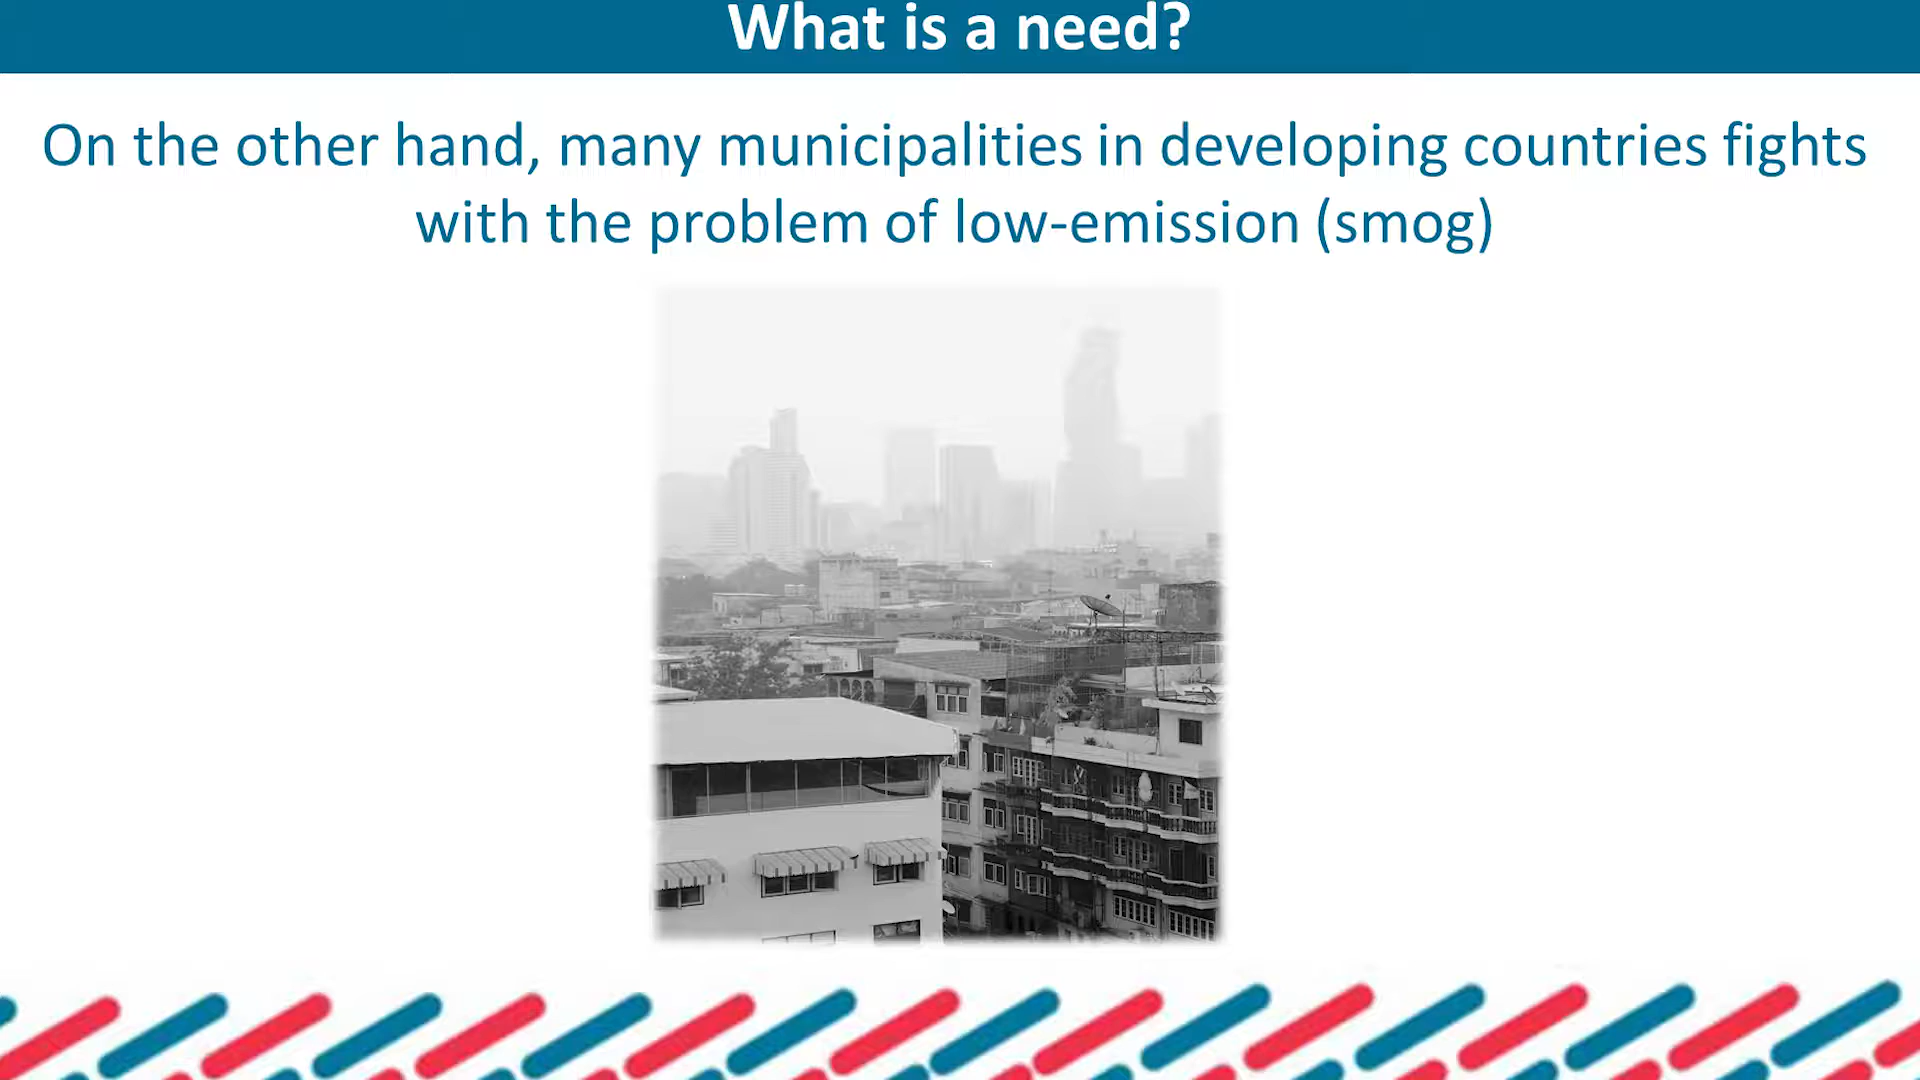 What is a need?
On the other hand, many municipalities in developing countries fights
with the problem of low-emission (smog)